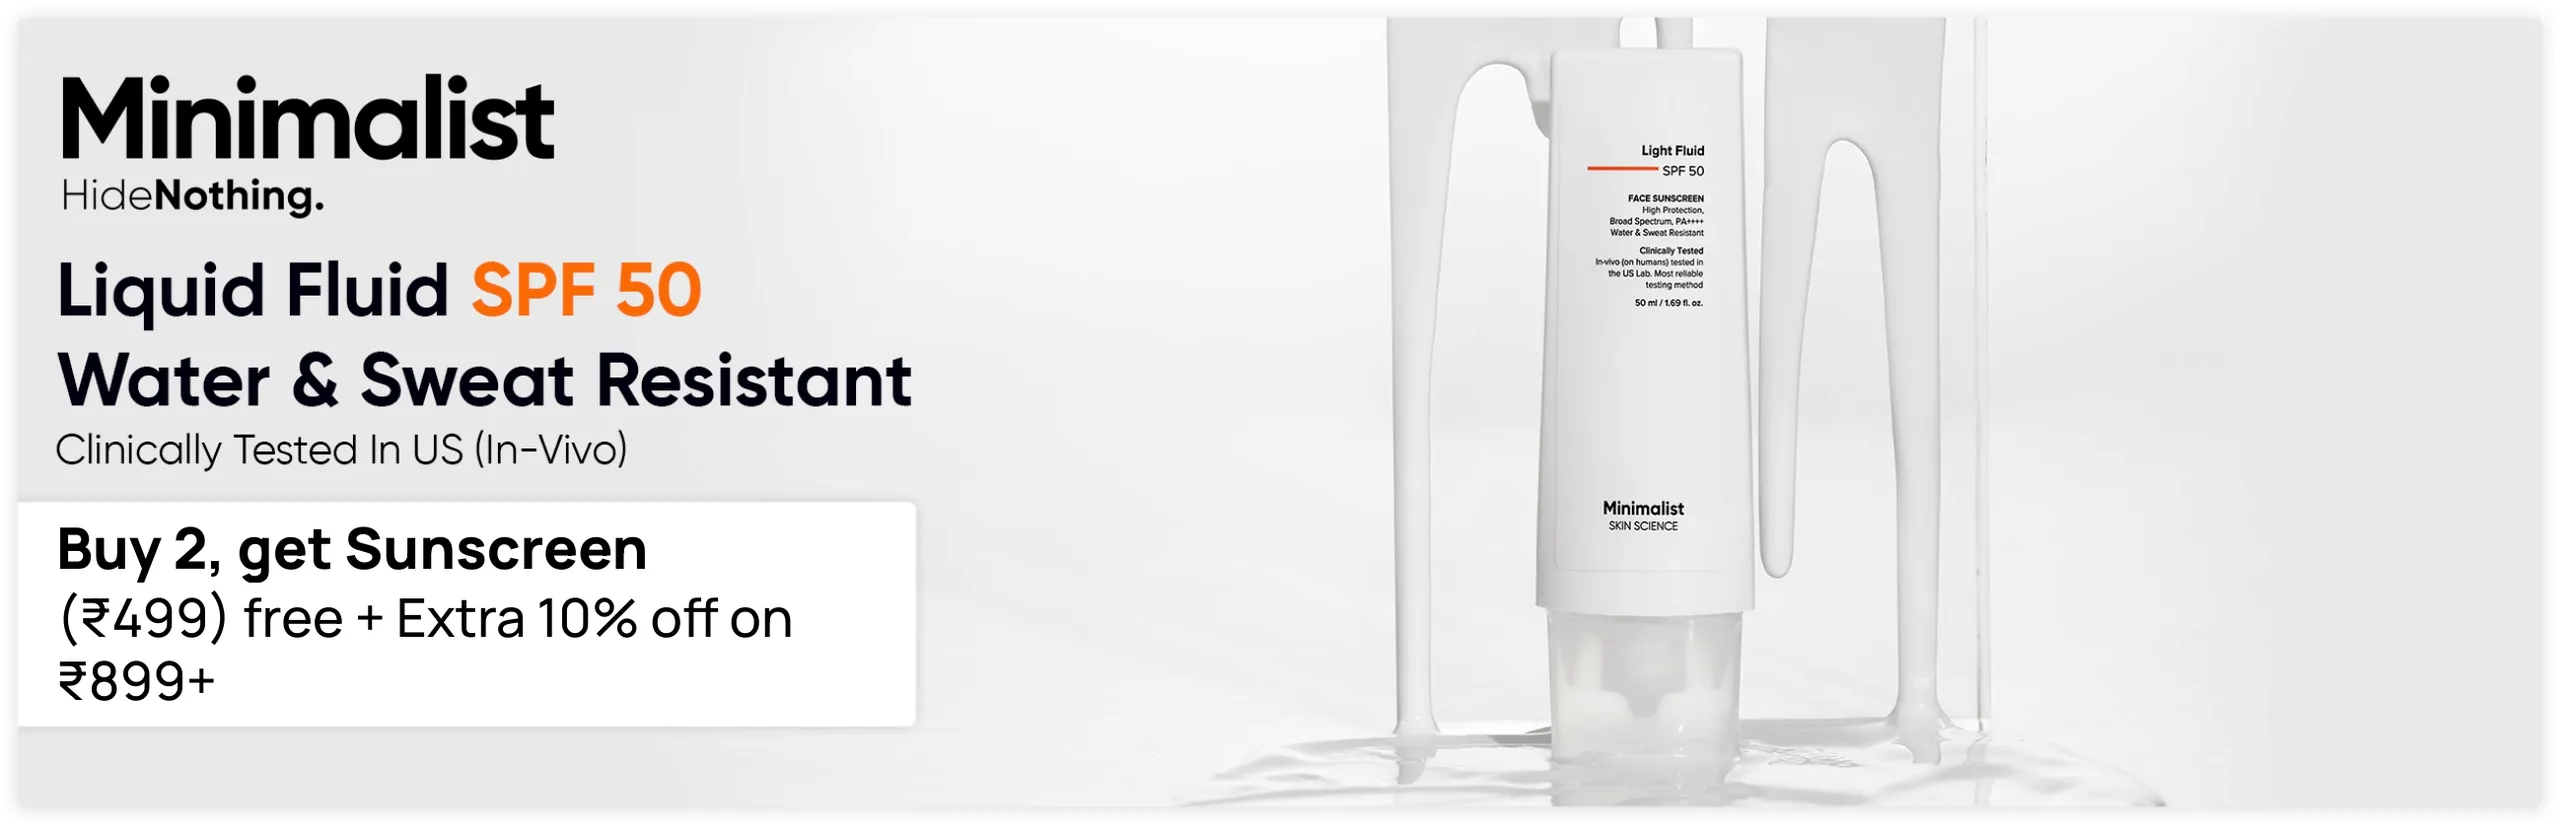 Minimalist
HideNothing.
Liquid Fluid SPF 50
Water & Sweat Resistant
Clinically Tested In US (In-Vivo)
Buy 2, get Sunscreen
(₹499) free + Extra 10% off on
₹899+
Light Fluid
SPF 50
FACE SUNSCREEN
High Protection,
Broad Spectrum, PA++++
Water & Sweat Resistant
Clinically Tested
In-vivo (on humans) tested in
the US Lab. Most reliable
testing method
50 ml / 1.69 fl. oz.
Minimalist
SKIN SCIENCE